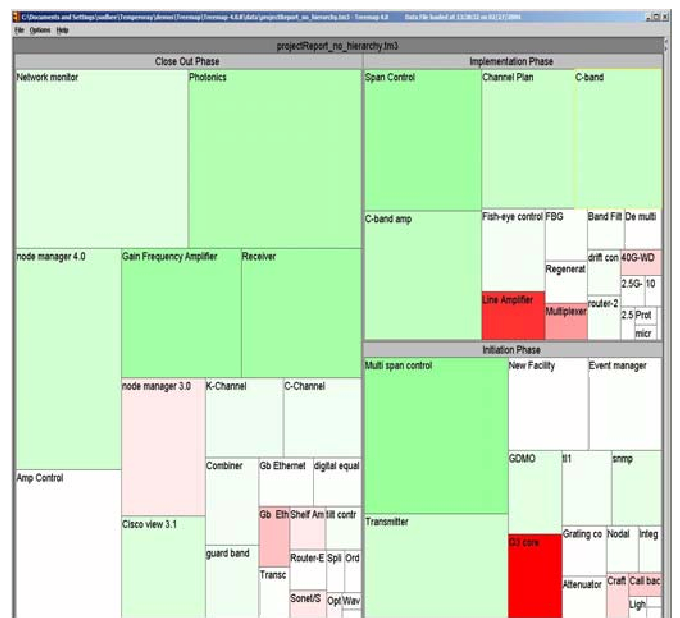 File Options Help
projectReport_no_hierarchy.tm3
Close Out Phase
Network monitor
Photonics
node manager 4.0
Gain Frequency Amplifier
Receiver
node manager 3.0
K-Channel
C-Channel
Amp Control
Combiner
Gb Ethernet
digital equal
Cisco view 3.1
Gb Eth
Shelf Am
tilt contr
guard band
Router-E
Spli
Ord
Transc
Sonet/S
Opt
Wav
Implementation Phase
Span Control
Channel Plan
C-band
C-band amp
Fish-eye control
FBG
Band Filt
De multi
Regenerat
drift con
40G-WD
Line Amplifier
Multiplexer
router-2
2.5G-
10
2.5
Prot
micr
Initiation Phase
Multi span control
New Facility
Event manager
GDMO
tl1
snmp
Transmitter
Grating co
Nodal
Integ
Attenuator
Craft
Call bac
Ligh